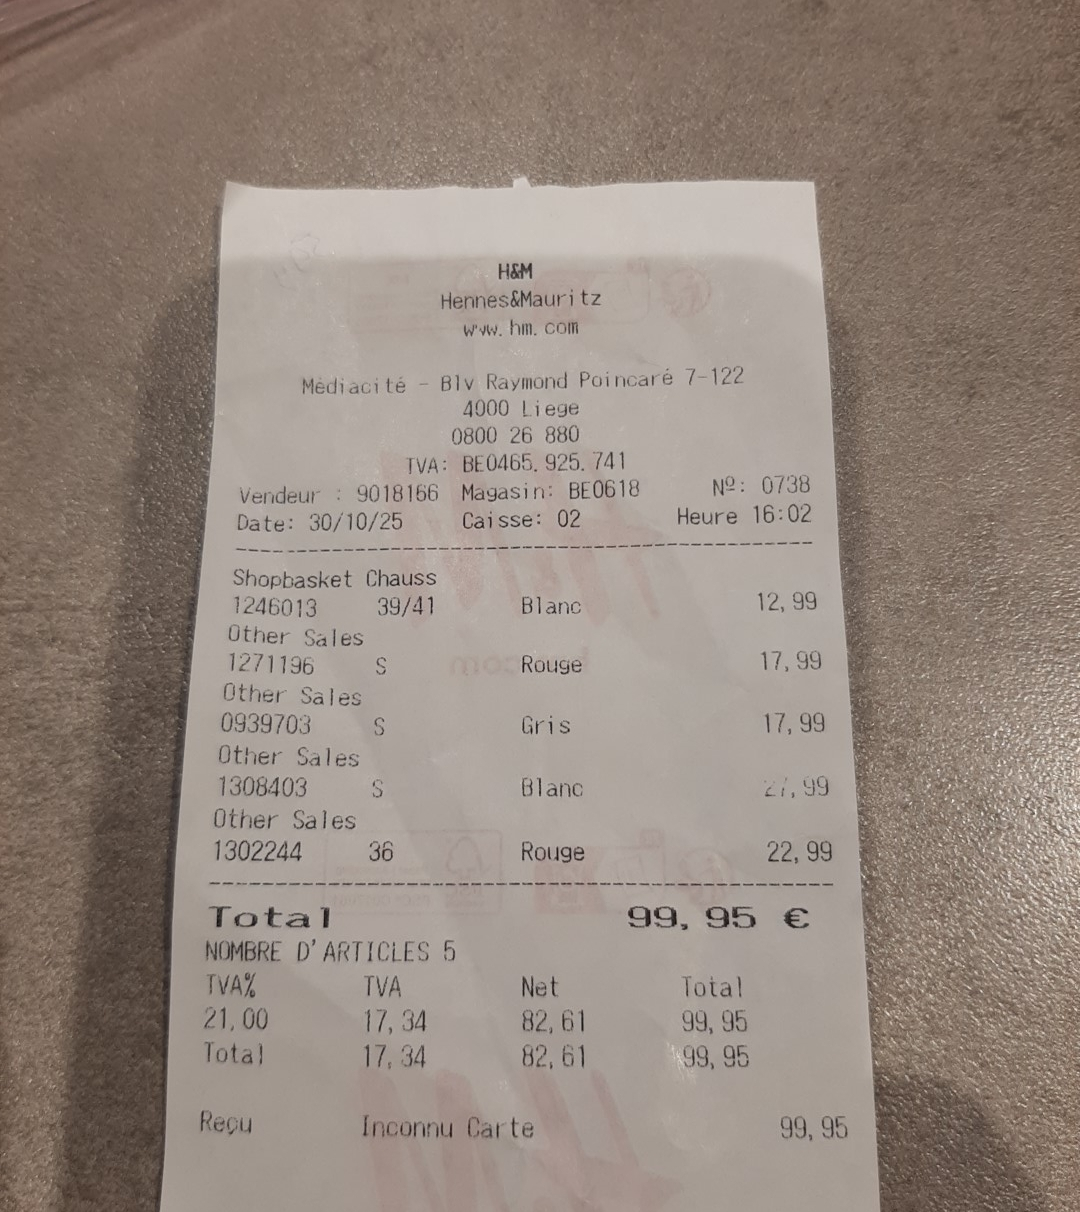 H&M
Hennes&Mauritz
www.hm.com
Médiacité - Blv Raymond Poincaré 7-122
4000 Liege
0800 26 880
TVA: BE0465.925.741
Vendeur : 9018166 Magasin: BE0618 Nº: 0738
Date: 30/10/25 Caisse: 02 Heure 16:02
Shopbasket Chauss
1246013 39/41 Blanc 12,99
Other Sales
1271196 S Rouge 17,99
Other Sales
0939703 S Gris 17,99
Other Sales
1308403 S Blanc 27,99
Other Sales
1302244 36 Rouge 22,99
Total 99,95 €
NOMBRE D'ARTICLES 5
TVA% TVA Net Total
21,00 17,34 82,61 99,95
Total 17,34 82,61 99,95
Reçu Inconnu Carte 99,95